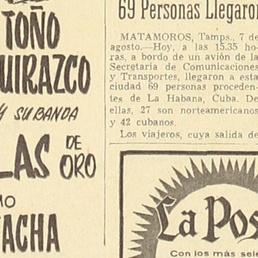 TOÑO
QUIRAZCO
Y SU BANDA
LAS DE
ORO
MO
ACHA
69 Personas Llegaron
MATAMOROS, Tamps., 7 de
agosto.—Hoy, a las 15.35 ho-
ras, a bordo de un avión de la
Secretaría de Comunicaciones
y Transportes, llegaron a esta
ciudad 69 personas proceden-
tes de La Habana, Cuba. De
ellas, 27 son norteamericanos
y 42 cubanos.
Los viajeros, cuya salida de
La Pos
Con los más sele